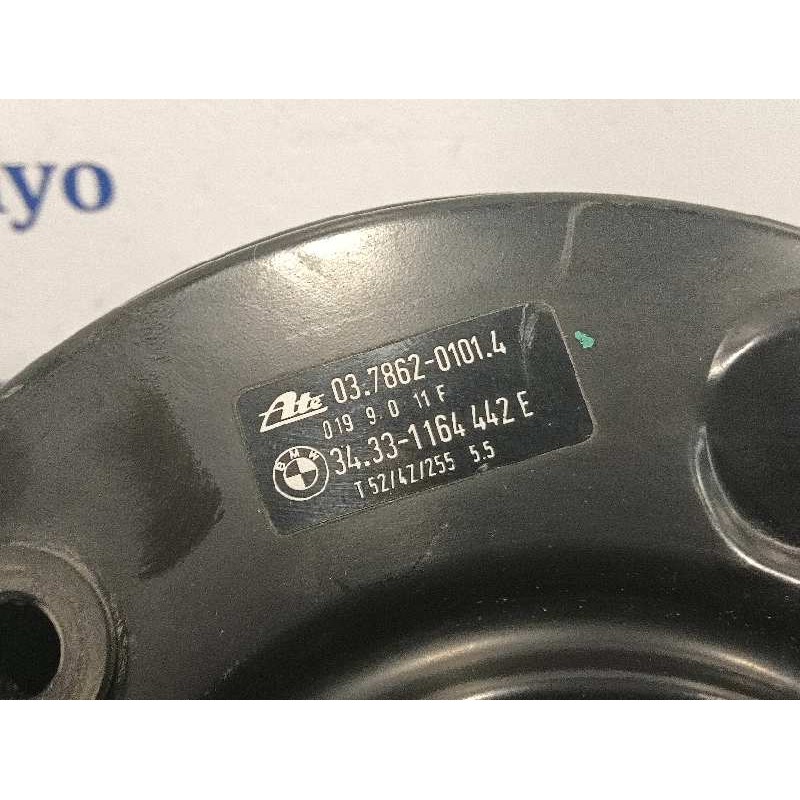 yo
Ate 03.7862-0101.4
019 9 0 11 F
BMW 34.33-1164 442 E
T 52/4Z/255 5.5